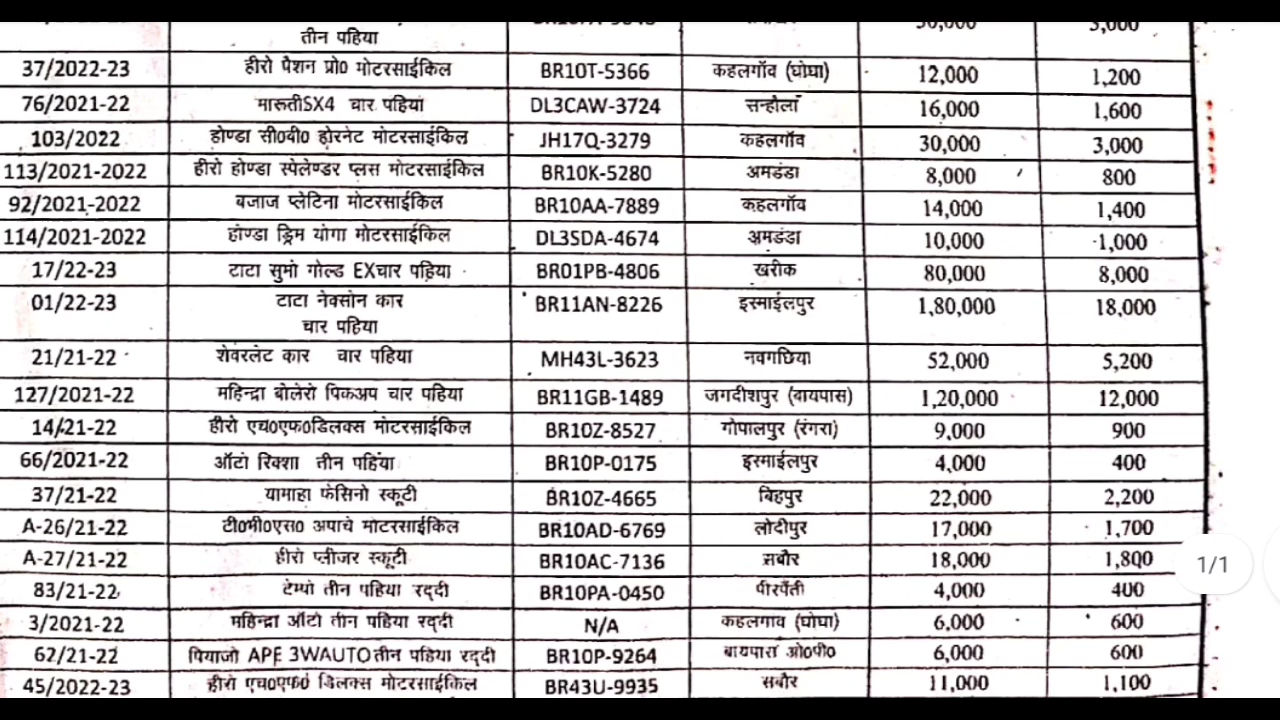 तीन पहिया
37/2022-23 हीरो पैशन प्रो0 मोटरसाईकिल BR10T-5366 कहलगॉव (घोघा) 12,000 1,200
76/2021-22 मारूतीSX4 चार पहिया DL3CAW-3724 सन्हौला 16,000 1,600
103/2022 होण्डा सी0बी0 होरनेट मोटरसाईकिल JH17Q-3279 कहलगॉव 30,000 3,000
113/2021-2022 हीरो होण्डा स्पेलेण्डर प्लस मोटरसाईकिल BR10K-5280 अमडंडा 8,000 800
92/2021-2022 बजाज प्लेटिना मोटरसाईकिल BR10AA-7889 कहलगॉव 14,000 1,400
114/2021-2022 होण्डा ड्रिम योगा मोटरसाईकिल DL3SDA-4674 अमडंडा 10,000 1,000
17/22-23 टाटा सुमो गोल्ड EXचार पहिया BR01PB-4806 खरीक 80,000 8,000
01/22-23 टाटा नेक्सोन कार BR11AN-8226 इस्माईलपुर 1,80,000 18,000
चार पहिया
21/21-22 शेवरलेट कार चार पहिया MH43L-3623 नवगछिया 52,000 5,200
127/2021-22 महिन्द्रा बोलेरो पिकअप चार पहिया BR11GB-1489 जगदीशपुर (बायपास) 1,20,000 12,000
14/21-22 हीरो एच0एफ0डिलक्स मोटरसाईकिल BR10Z-8527 गोपालपुर (रंगरा) 9,000 900
66/2021-22 ऑटो रिक्शा तीन पहिया BR10P-0175 इस्माईलपुर 4,000 400
37/21-22 यामाहा फेसिनो स्कूटी BR10Z-4665 बिहपुर 22,000 2,200
A-26/21-22 टी0भी0एस0 अपाचे मोटरसाईकिल BR10AD-6769 लोदीपुर 17,000 1,700
A-27/21-22 हीरो प्लीजर स्कूटी BR10AC-7136 सबौर 18,000 1,800
83/21-22 टेम्पो तीन पहिया रद्दी BR10PA-0450 पीरपैंती 4,000 400
3/2021-22 महिन्द्रा ऑटो तीन पहिया रद्दी N/A कहलगाव (घोघा) 6,000 600
62/21-22 पियाजो APE 3WAUTOतीन पहिया रद्दी BR10P-9264 बायपास ओ0पी0 6,000 600
45/2022-23 हीरो एच0एफ0 डिलक्स मोटरसाईकिल BR43U-9935 सबौर 11,000 1,100
1/1